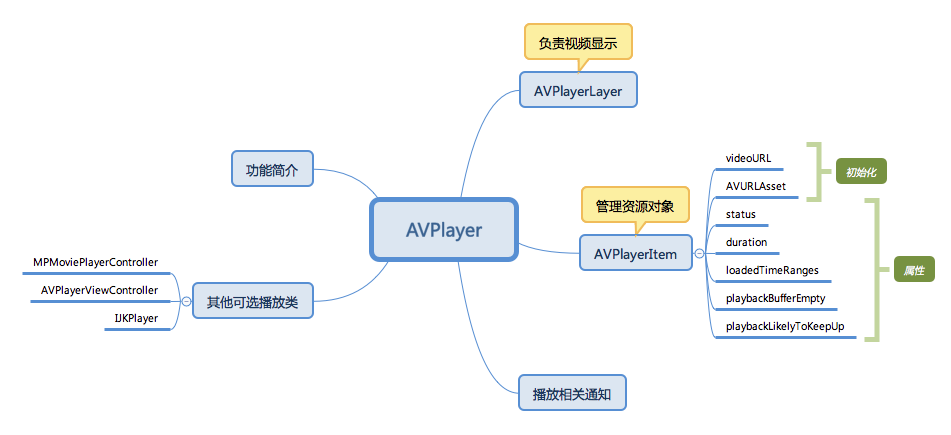 负责视频显示
AVPlayerLayer
功能简介
AVPlayer
管理资源对象
AVPlayerItem
videoURL
AVURLAsset
初始化
status
duration
loadedTimeRanges
playbackBufferEmpty
playbackLikelyToKeepUp
属性
其他可选播放类
MPMoviePlayerController
AVPlayerViewController
IJKPlayer
播放相关通知